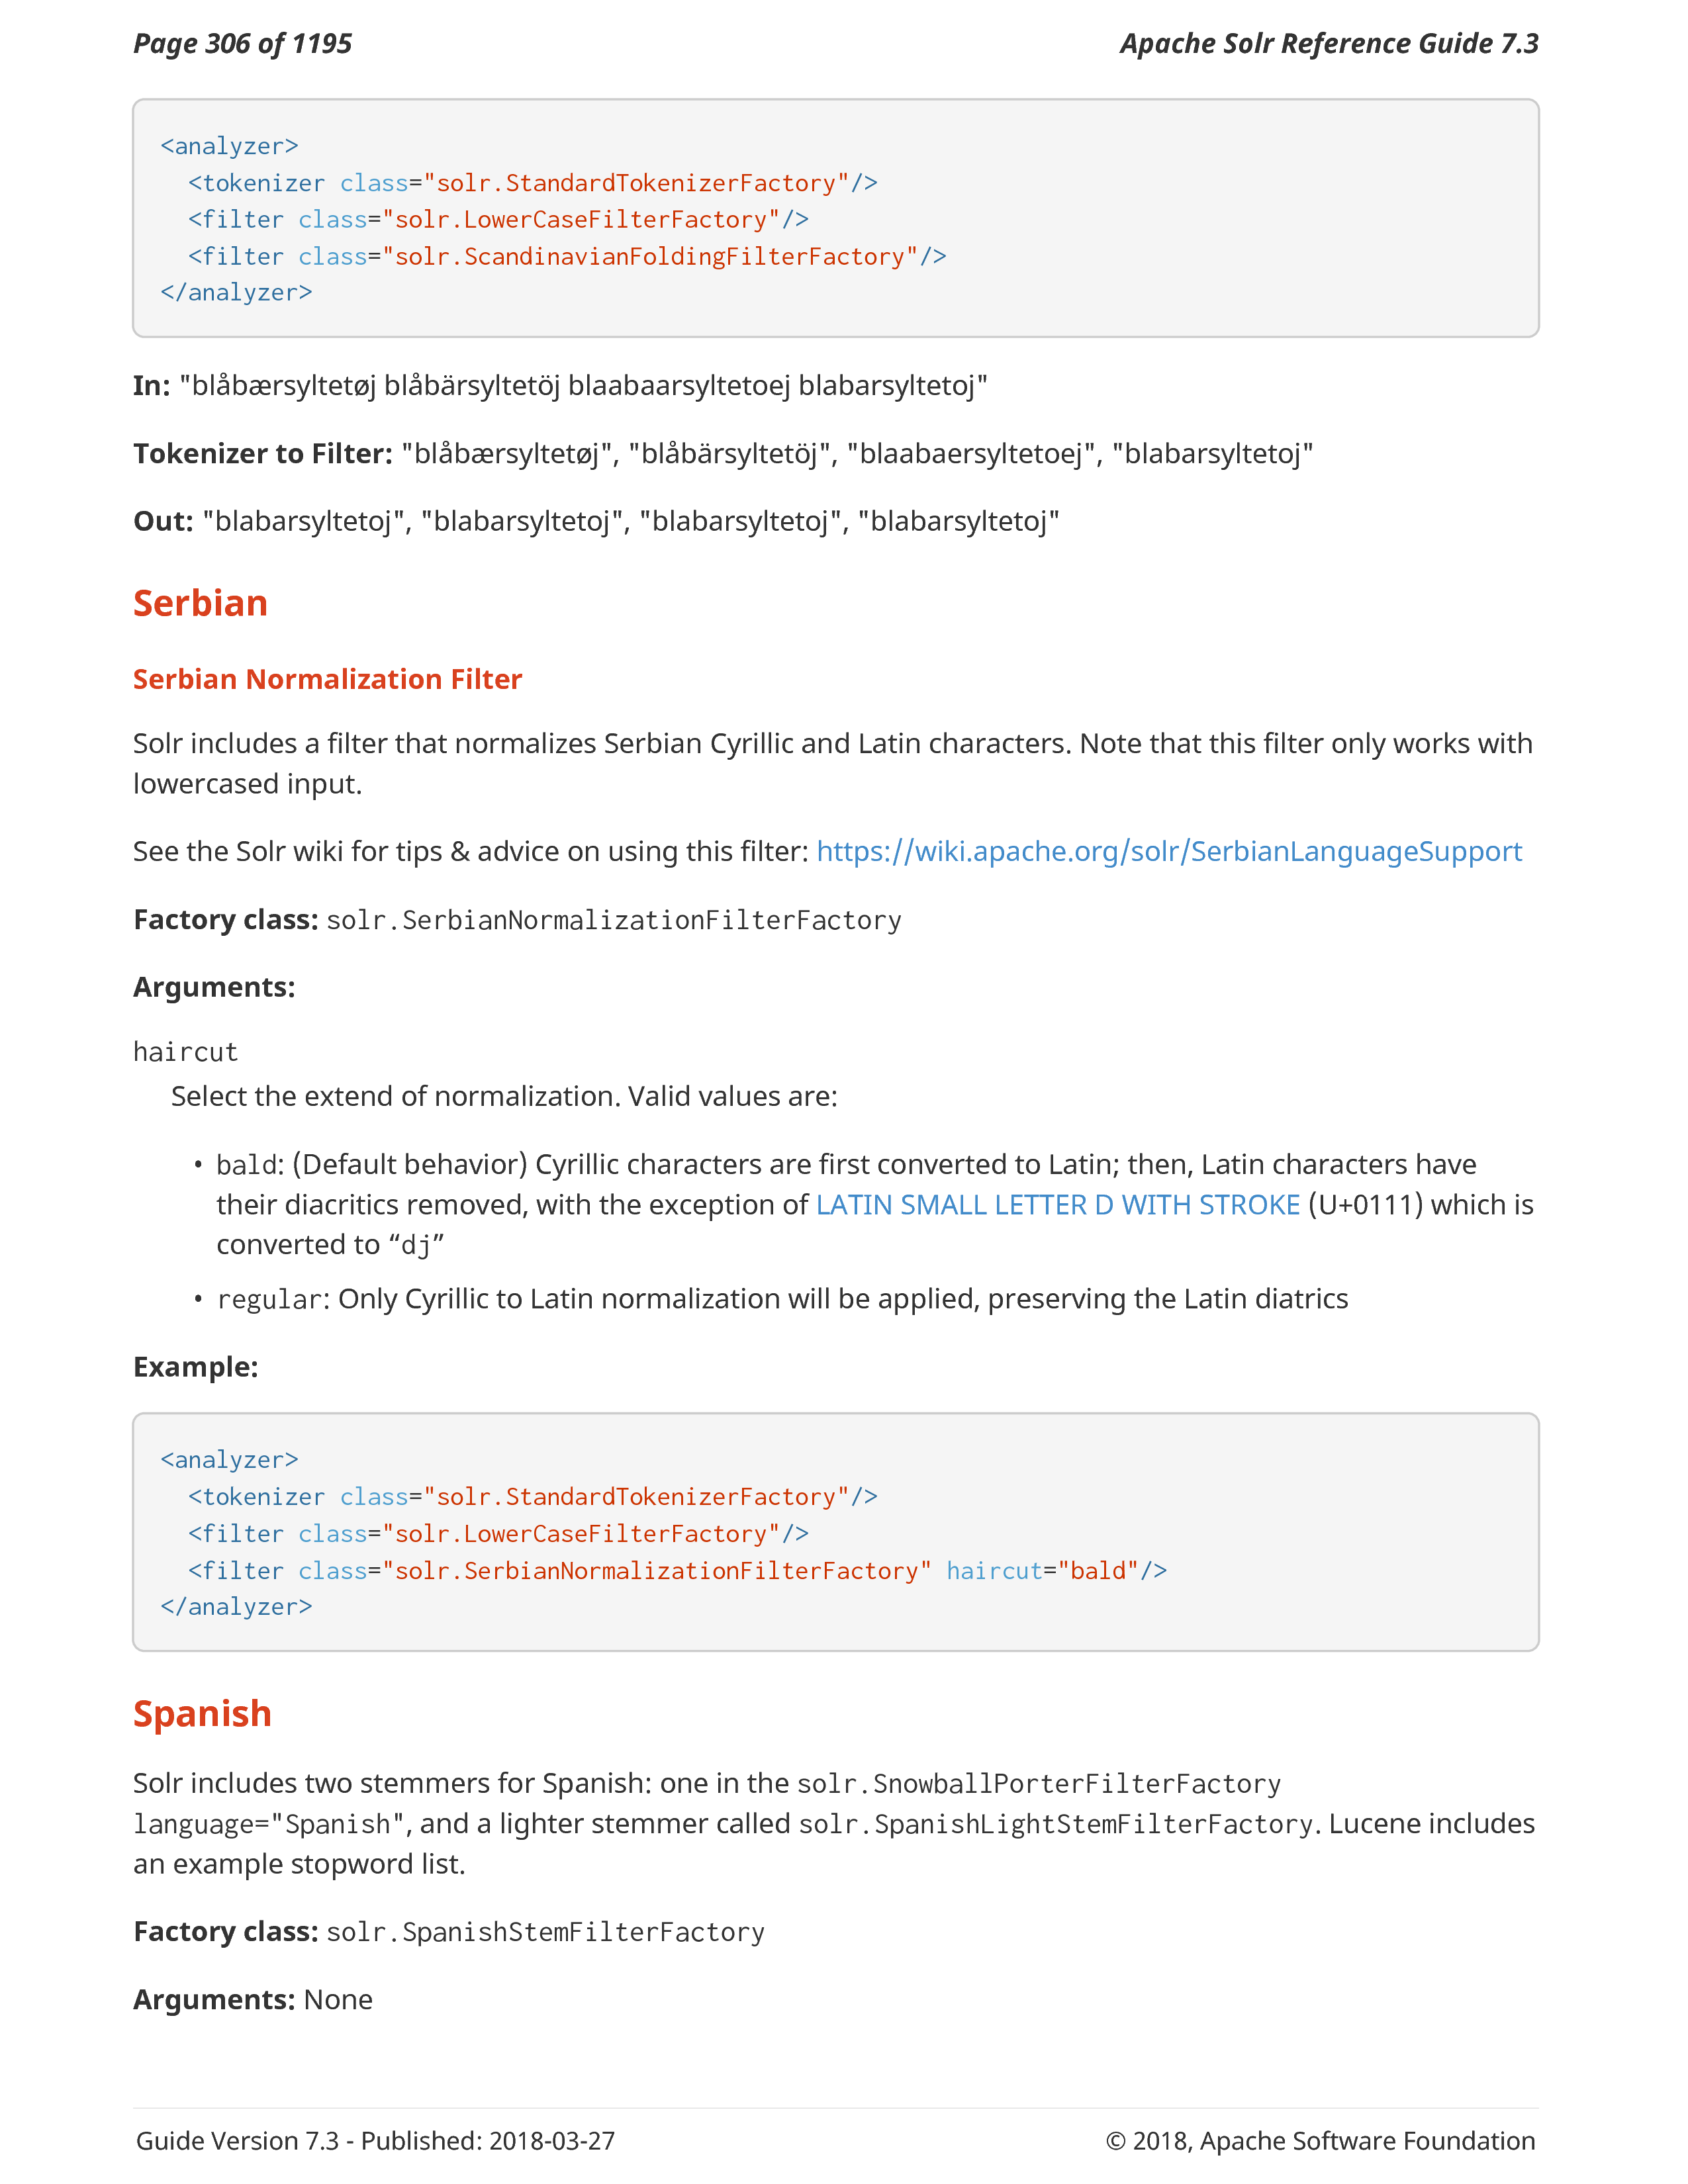 Page 306 of 1195
Apache Solr Reference Guide 7.3
<analyzer>
  <tokenizer class="solr.StandardTokenizerFactory"/>
  <filter class="solr.LowerCaseFilterFactory"/>
  <filter class="solr.ScandinavianFoldingFilterFactory"/>
</analyzer>
In: "blåbærsyltetøj blåbärsyltetöj blaabaarsyltetoej blabarsyltetoj"
Tokenizer to Filter: "blåbærsyltetøj", "blåbärsyltetöj", "blaabaersyltetoej", "blabarsyltetoj"
Out: "blabarsyltetoj", "blabarsyltetoj", "blabarsyltetoj", "blabarsyltetoj"
Serbian
Serbian Normalization Filter
Solr includes a filter that normalizes Serbian Cyrillic and Latin characters. Note that this filter only works with
lowercased input.
See the Solr wiki for tips & advice on using this filter: https://wiki.apache.org/solr/SerbianLanguageSupport
Factory class: solr.SerbianNormalizationFilterFactory
Arguments:
haircut
Select the extend of normalization. Valid values are:
• bald: (Default behavior) Cyrillic characters are first converted to Latin; then, Latin characters have
their diacritics removed, with the exception of LATIN SMALL LETTER D WITH STROKE (U+0111) which is
converted to “dj”
• regular: Only Cyrillic to Latin normalization will be applied, preserving the Latin diatrics
Example:
<analyzer>
  <tokenizer class="solr.StandardTokenizerFactory"/>
  <filter class="solr.LowerCaseFilterFactory"/>
  <filter class="solr.SerbianNormalizationFilterFactory" haircut="bald"/>
</analyzer>
Spanish
Solr includes two stemmers for Spanish: one in the solr.SnowballPorterFilterFactory
language="Spanish", and a lighter stemmer called solr.SpanishLightStemFilterFactory. Lucene includes
an example stopword list.
Factory class: solr.SpanishStemFilterFactory
Arguments: None
Guide Version 7.3 - Published: 2018-03-27
© 2018, Apache Software Foundation